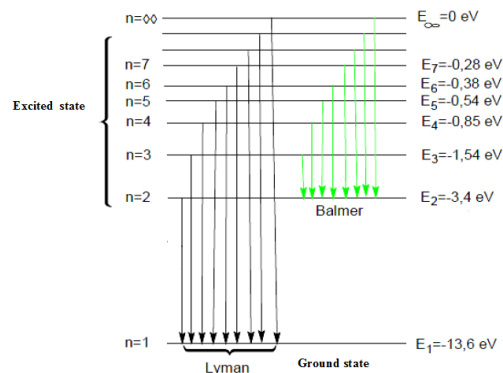 n=◊◊ E∞=0 eV
n=7 E7=-0,28 eV
n=6 E6=-0,38 eV
Excited state
n=5 E5=-0,54 eV
n=4 E4=-0,85 eV
n=3 E3=-1,54 eV
n=2 E2=-3,4 eV
Balmer
n=1 E1=-13,6 eV
Lyman Ground state